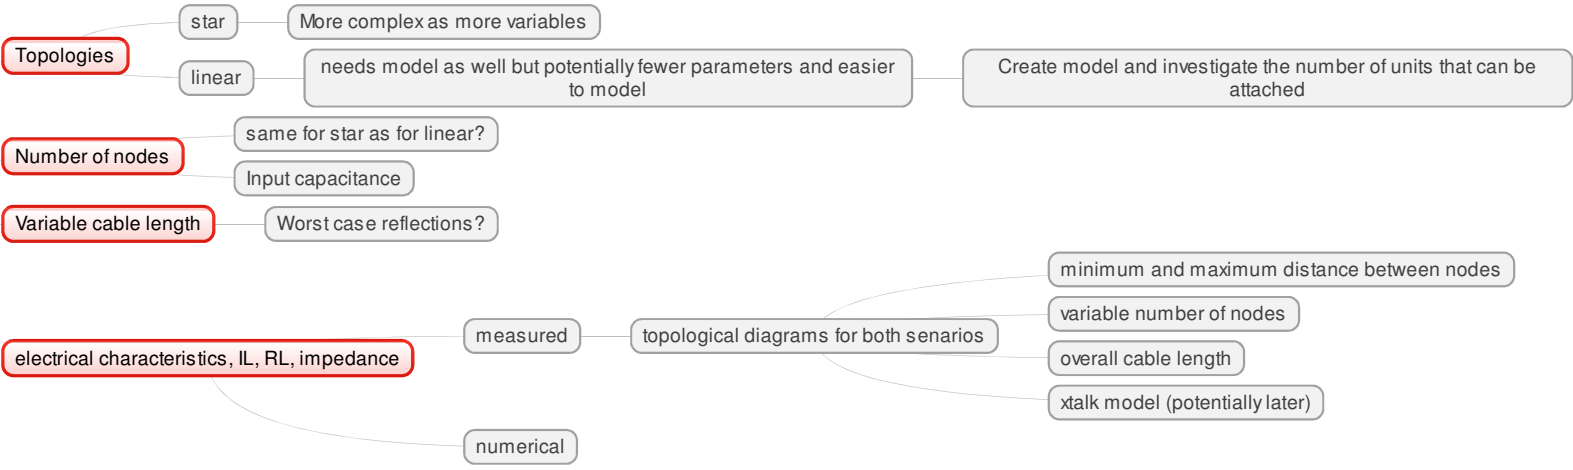 Topologies
star
More complex as more variables
linear
needs model as well but potentially fewer parameters and easier
to model
Create model and investigate the number of units that can be
attached
Number of nodes
same for star as for linear?
Input capacitance
Variable cable length
Worst case reflections?
electrical characteristics, IL, RL, impedance
measured
topological diagrams for both senarios
minimum and maximum distance between nodes
variable number of nodes
overall cable length
xtalk model (potentially later)
numerical